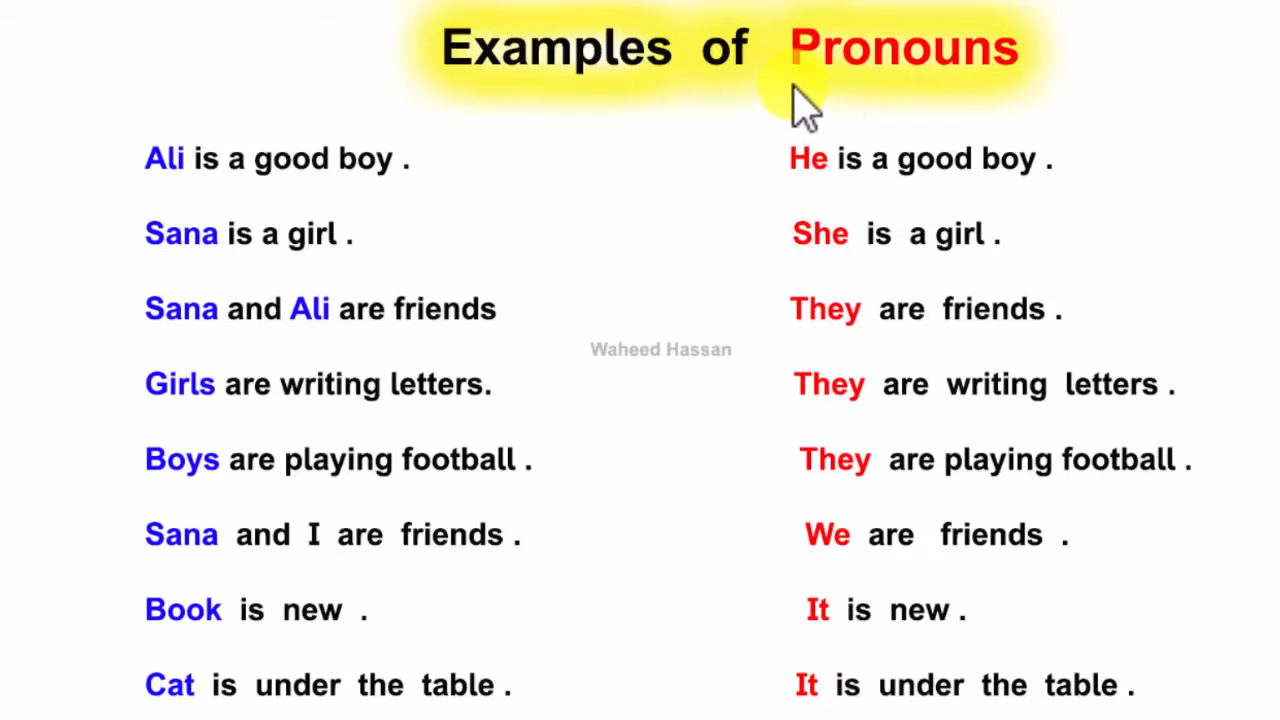 Examples of Pronouns
Ali is a good boy . He is a good boy .
Sana is a girl . She is a girl .
Sana and Ali are friends They are friends .
Waheed Hassan
Girls are writing letters. They are writing letters .
Boys are playing football . They are playing football .
Sana and I are friends . We are friends .
Book is new . It is new .
Cat is under the table . It is under the table .